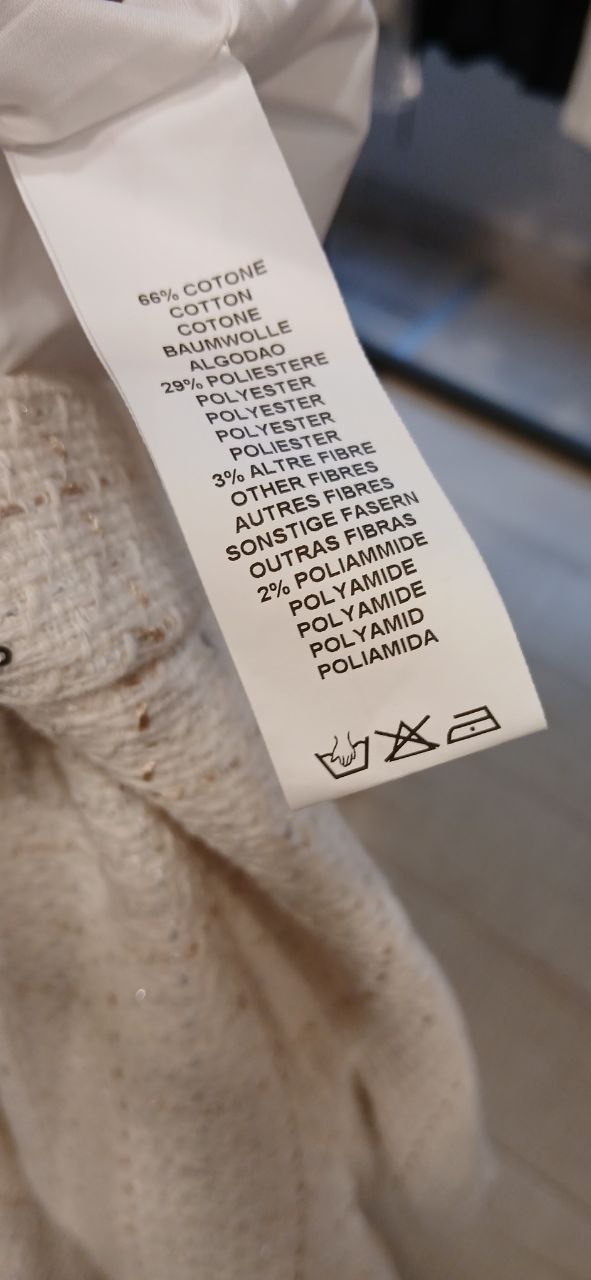 66% COTONE
COTTON
COTONE
BAUMWOLLE
ALGODAO
29% POLIESTERE
POLYESTER
POLYESTER
POLYESTER
POLIESTER
3% ALTRE FIBRE
OTHER FIBRES
AUTRES FIBRES
SONSTIGE FASERN
OUTRAS FIBRAS
2% POLIAMMIDE
POLYAMIDE
POLYAMIDE
POLYAMID
POLIAMIDA